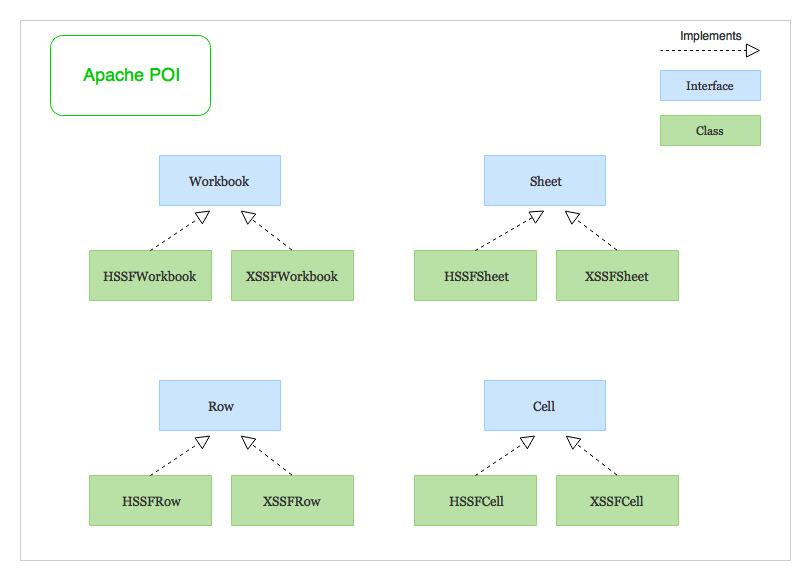 Implements
Apache POI
Interface
Class
Workbook
Sheet
HSSFWorkbook
XSSFWorkbook
HSSFSheet
XSSFSheet
Row
Cell
HSSFRow
XSSFRow
HSSFCell
XSSFCell